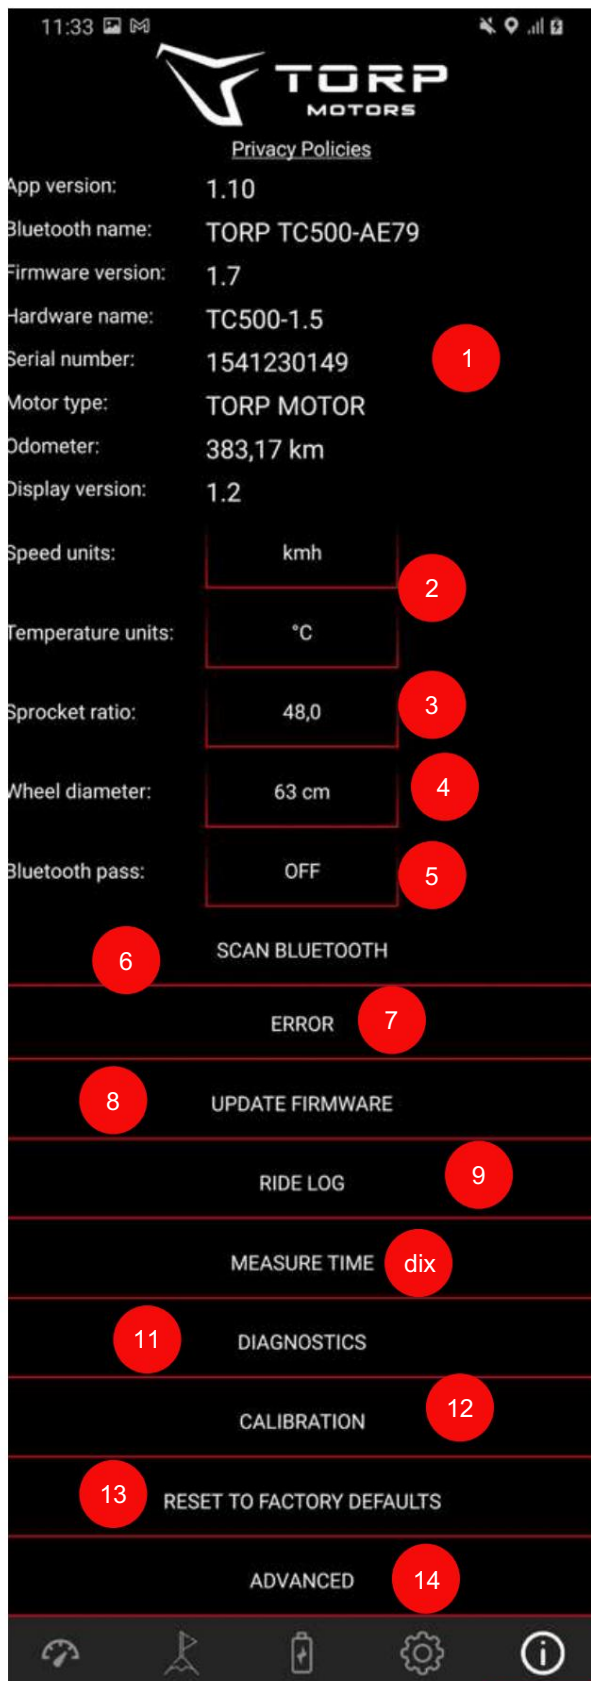 11:33
TORP
MOTORS
Privacy Policies
App version: 1.10
Bluetooth name: TORP TC500-AE79
Firmware version: 1.7
Hardware name: TC500-1.5
Serial number: 1541230149
1
Motor type: TORP MOTOR
Odometer: 383,17 km
Display version: 1.2
Speed units: kmh
2
Temperature units: °C
Sprocket ratio: 48,0
3
Wheel diameter: 63 cm
4
Bluetooth pass: OFF
5
SCAN BLUETOOTH
6
ERROR
7
8
UPDATE FIRMWARE
RIDE LOG
9
MEASURE TIME
dix
11
DIAGNOSTICS
CALIBRATION
12
13
RESET TO FACTORY DEFAULTS
ADVANCED
14